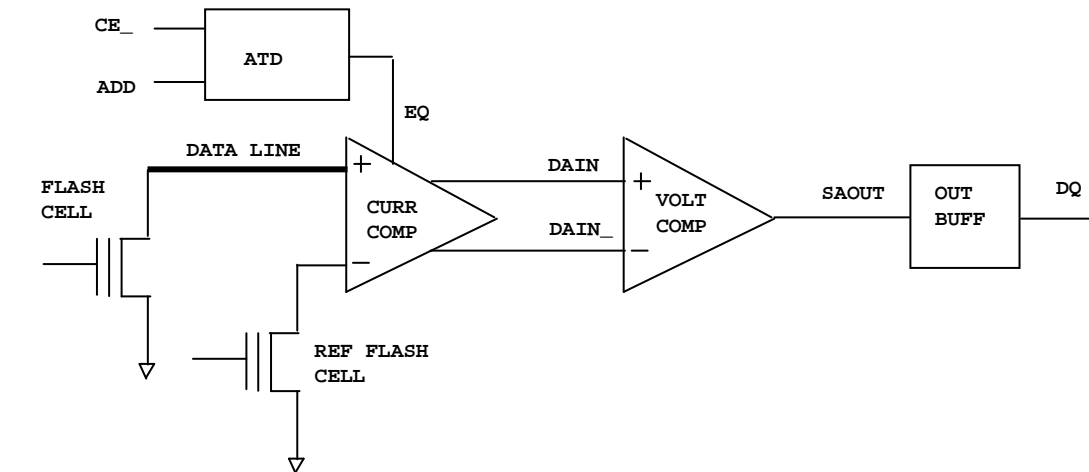 CE_
ATD
ADD
EQ
DATA LINE
FLASH
CELL
+
CURR
COMP
−
REF FLASH
CELL
DAIN
DAIN_
+
VOLT
COMP
−
SAOUT
OUT
BUFF
DQ